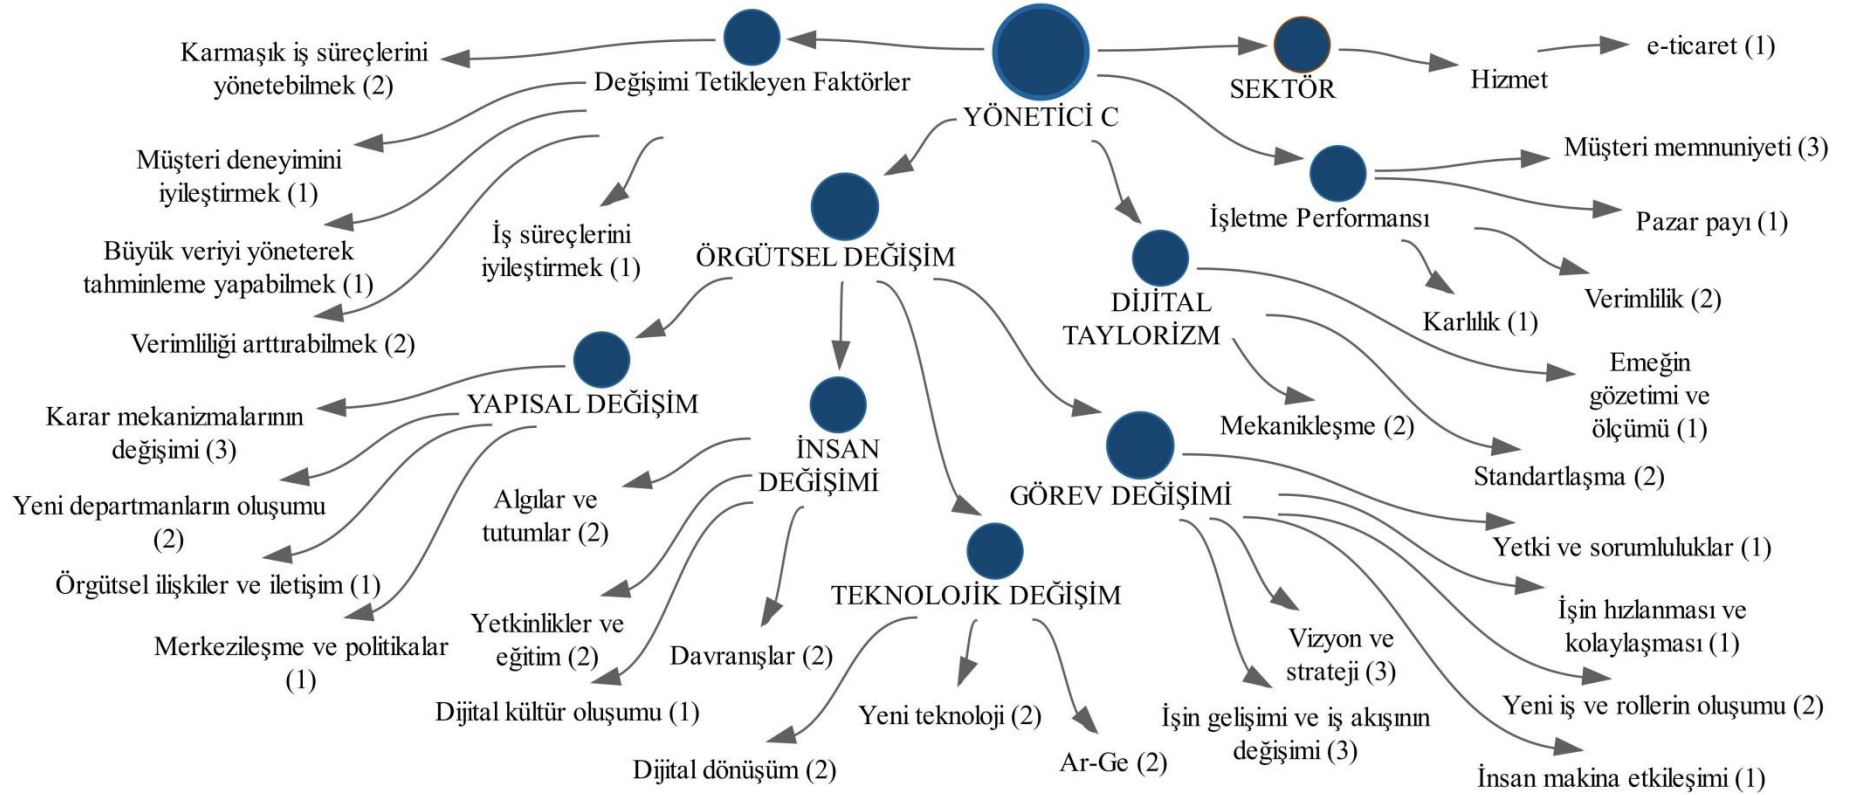 YÖNETİCİ C
Değişimi Tetikleyen Faktörler
Karmaşık iş süreçlerini
yönetebilmek (2)
Müşteri deneyimini
iyileştirmek (1)
Büyük veriyi yöneterek
tahminleme yapabilmek (1)
Verimliliği arttırabilmek (2)
İş süreçlerini
iyileştirmek (1)
SEKTÖR
Hizmet
e-ticaret (1)
İşletme Performansı
Müşteri memnuniyeti (3)
Pazar payı (1)
Verimlilik (2)
Karlılık (1)
DİJİTAL
TAYLORİZM
Emeğin
gözetimi ve
ölçümü (1)
Standartlaşma (2)
Mekanikleşme (2)
ÖRGÜTSEL DEĞİŞİM
YAPISAL DEĞİŞİM
Karar mekanizmalarının
değişimi (3)
Yeni departmanların oluşumu
(2)
Örgütsel ilişkiler ve iletişim (1)
Merkezileşme ve politikalar
(1)
İNSAN
DEĞİŞİMİ
Algılar ve
tutumlar (2)
Yetkinlikler ve
eğitim (2)
Dijital kültür oluşumu (1)
Davranışlar (2)
TEKNOLOJİK DEĞİŞİM
Dijital dönüşüm (2)
Yeni teknoloji (2)
Ar-Ge (2)
GÖREV DEĞİŞİMİ
Yetki ve sorumluluklar (1)
İşin hızlanması ve
kolaylaşması (1)
Yeni iş ve rollerin oluşumu (2)
İnsan makina etkileşimi (1)
Vizyon ve
strateji (3)
İşin gelişimi ve iş akışının
değişimi (3)